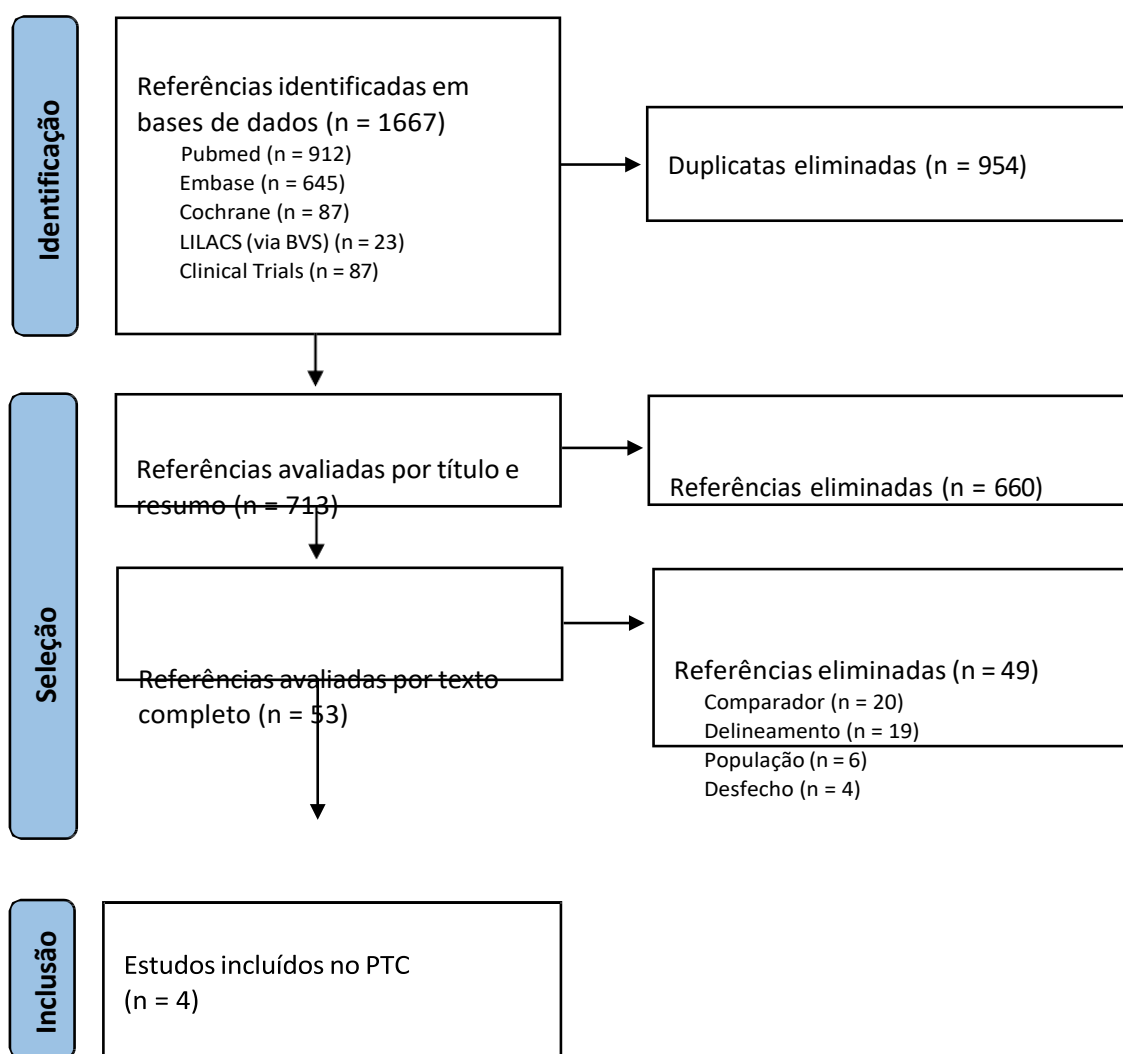 Identificação
Referências identificadas em
bases de dados (n = 1667)
Pubmed (n = 912)
Embase (n = 645)
Cochrane (n = 87)
LILACS (via BVS) (n = 23)
Clinical Trials (n = 87)
Duplicatas eliminadas (n = 954)
Seleção
Referências avaliadas por título e
resumo (n = 713)
Referências eliminadas (n = 660)
Referências avaliadas por texto
completo (n = 53)
Referências eliminadas (n = 49)
Comparador (n = 20)
Delineamento (n = 19)
População (n = 6)
Desfecho (n = 4)
Inclusão
Estudos incluídos no PTC
(n = 4)